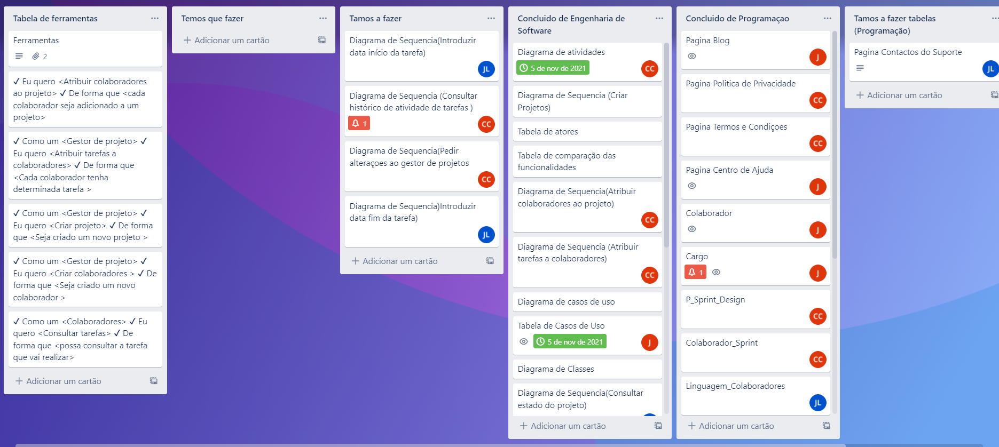 Tabela de ferramentas
Ferramentas
2
✓ Eu quero <Atribuir colaboradores
ao projeto> ✓ De forma que <cada
colaborador seja adicionado a um
projeto>
✓ Como um <Gestor de projeto> ✓
Eu quero <Atribuir tarefas a
colaboradores> ✓ De forma que
<Cada colaborador tenha
determinada tarefa >
✓ Como um <Gestor de projeto> ✓
Eu quero <Criar projeto> ✓ De forma
que <Seja criado um novo projeto >
✓ Como um <Gestor de projeto> ✓
Eu quero <Criar colaboradores > ✓ De
forma que <Seja criado um novo
colaborador >
✓ Como um <Colaboradores> ✓ Eu
quero <Consultar tarefas> ✓ De
forma que <possa consultar a tarefa
que vai realizar>
Adicionar um cartão
Temos que fazer
Adicionar um cartão
Tamos a fazer
Diagrama de Sequencia(Introduzir
data início da tarefa)
JL
Diagrama de Sequencia (Consultar
histórico de atividade de tarefas )
1
CC
Diagrama de Sequencia(Pedir
alteraçoes ao gestor de projetos
CC
Diagrama de Sequencia)Introduzir
data fim da tarefa)
JL
Adicionar um cartão
Concluido de Engenharia de
Software
Diagrama de atividades
5 de nov de 2021
CC
Diagrama de Sequencia (Criar
Projetos)
Tabela de atores
Tabela de comparação das
funcionalidades
Diagrama de Sequencia(Atribuir
colaboradores ao projeto)
CC
Diagrama de Sequencia (Atribuir
tarefas a colaboradores)
CC
Diagrama de casos de uso
Tabela de Casos de Uso
5 de nov de 2021
J
Diagrama de Classes
Diagrama de Sequencia(Consultar
estado do projeto)
Adicionar um cartão
Concluido de Programaçao
Pagina Blog
J
Pagina Politica de Privacidade
CC
Pagina Termos e Condiçoes
CC
Pagina Centro de Ajuda
J
Colaborador
J
Cargo
1
J
P_Sprint_Design
CC
Colaborador_Sprint
CC
Linguagem_Colaboradores
JL
Adicionar um cartão
Tamos a fazer tabelas
(Programação)
Pagina Contactos do Suporte
JL
Adicionar um cartão